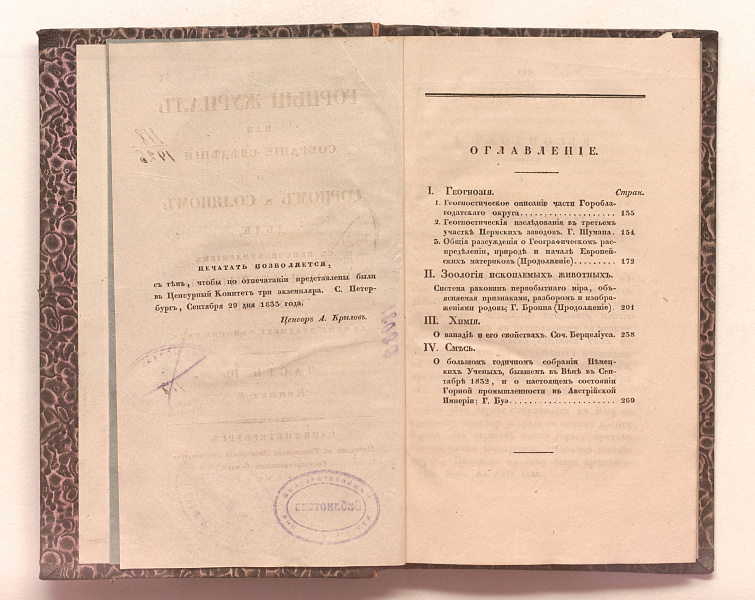 ПЕЧАТАТЬ ПОЗВОЛЯЕТСЯ,
съ тѣмъ, чтобы по отпечатаніи представлены были
въ Ценсурный Комитетъ три экземпляра. С. Петер-
бургъ, Сентября 29 дня 1833 года.
Ценсоръ А. Крыловъ.
Библіотека
ОГЛАВЛЕНІЕ.
I. Геогнозія. Стран.
1. Геогностическое описаніе части Горобла-
годатскаго округа. 135
2. Геогностическія изслѣдованія въ третьемъ
участкѣ Пермскихъ заводовъ. Г. Шумана. 154
3. Общія разсужденія о Географическомъ рас-
предѣленіи, природѣ и началѣ Европей-
скихъ материковъ (Продолженіе) 172
II. Зоологія ископаемыхъ животныхъ.
Система раковинъ первобытнаго міра, объ-
ясняемая признаками, разборомъ и изобра-
женіями родовъ; Г. Бронна (Продолженіе). 201
III. Химія.
О ванадіѣ и его свойствахъ. Соч. Берцеліуса. 238
IV. Смѣсь.
О большомъ годичномъ собраніи Нѣмец-
кихъ Ученыхъ, бывшемъ въ Вѣнѣ въ Сен-
тябрѣ 1832, и о настоящемъ состояніи
Горной промышленности въ Австрійской
Имперіи; Г. Буэ 269